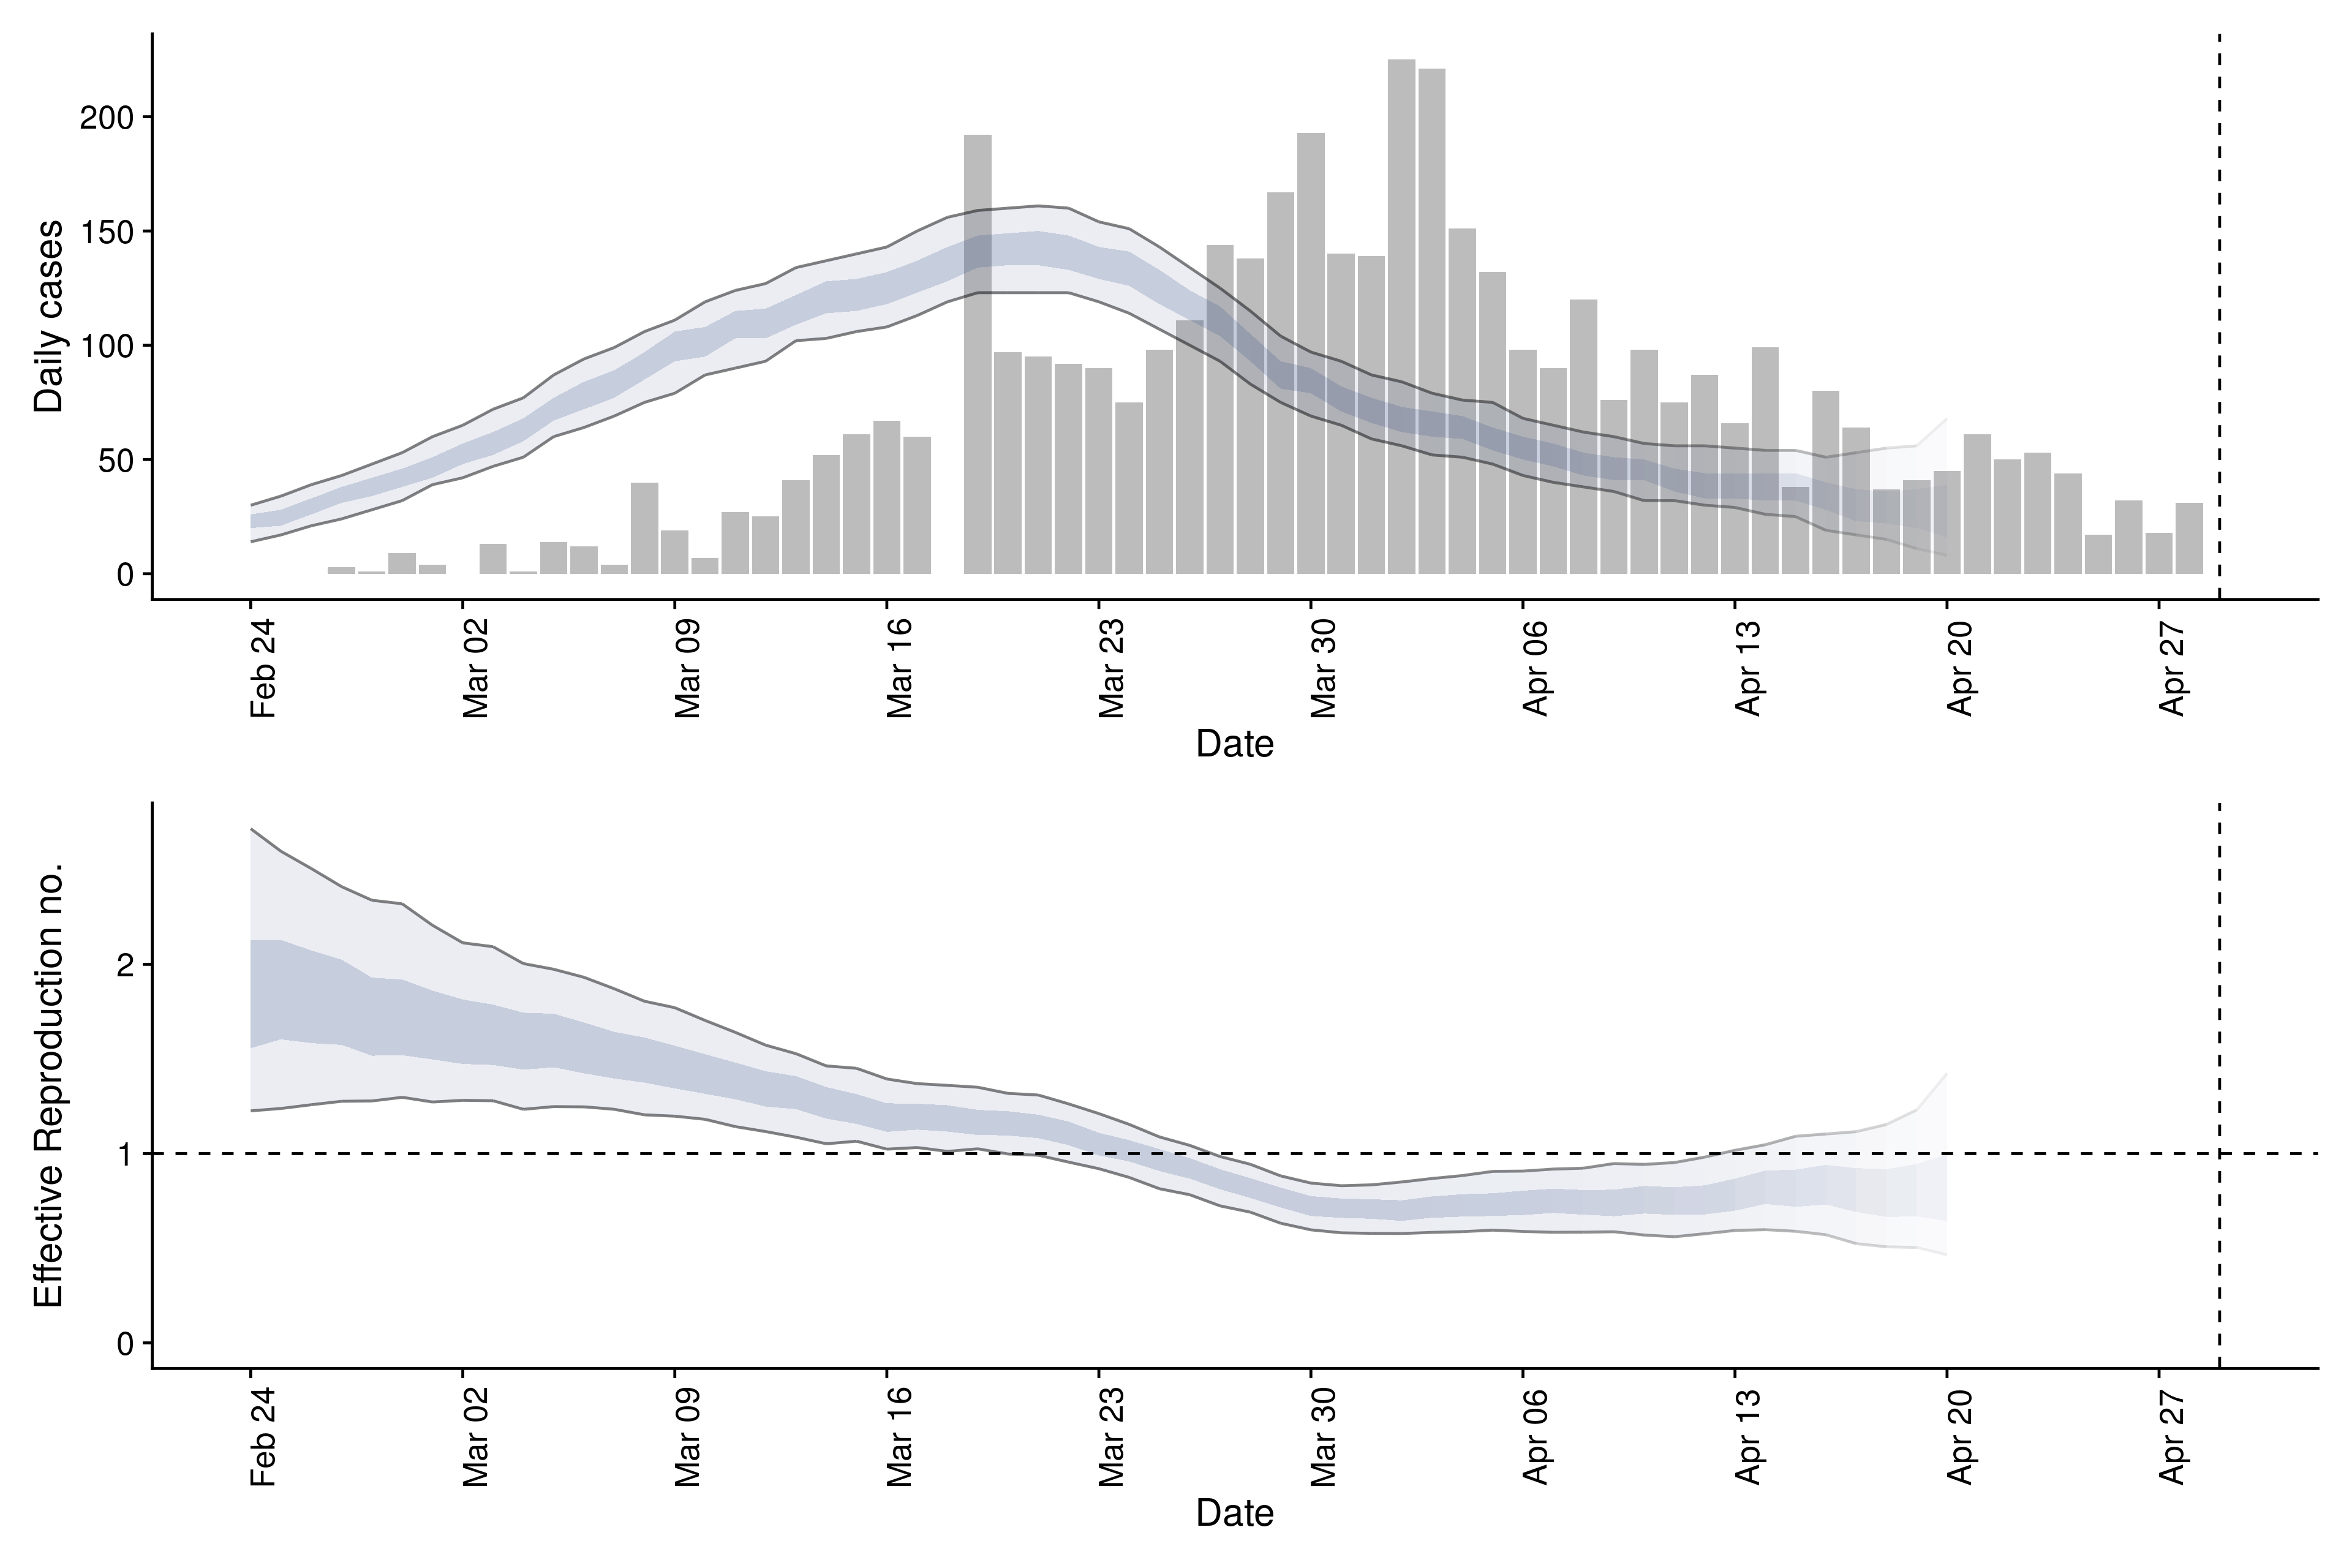 Daily cases
200
150
100
50
0
Feb 24
Mar 02
Mar 09
Mar 16
Mar 23
Mar 30
Apr 06
Apr 13
Apr 20
Apr 27
Date
Effective Reproduction no.
2
1
0
Feb 24
Mar 02
Mar 09
Mar 16
Mar 23
Mar 30
Apr 06
Apr 13
Apr 20
Apr 27
Date